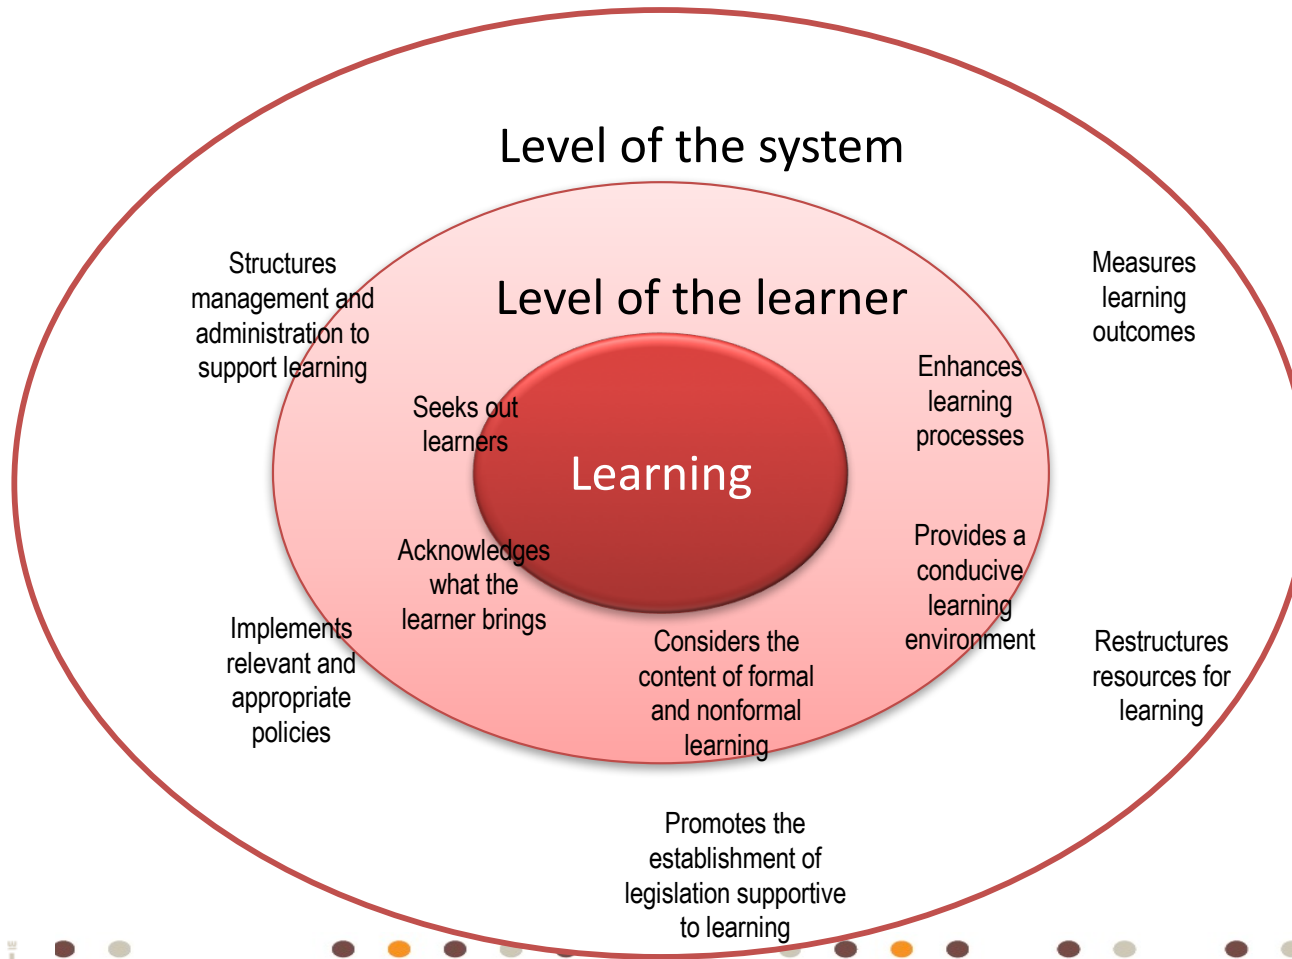 Level of the system
Structures
management and
administration to
support learning
Measures
learning
outcomes
Level of the learner
Seeks out
learners
Enhances
learning
processes
Learning
Acknowledges
what the
learner brings
Provides a
conducive
learning
environment
Implements
relevant and
appropriate
policies
Considers the
content of formal
and nonformal
learning
Restructures
resources for
learning
Promotes the
establishment of
legislation supportive
to learning